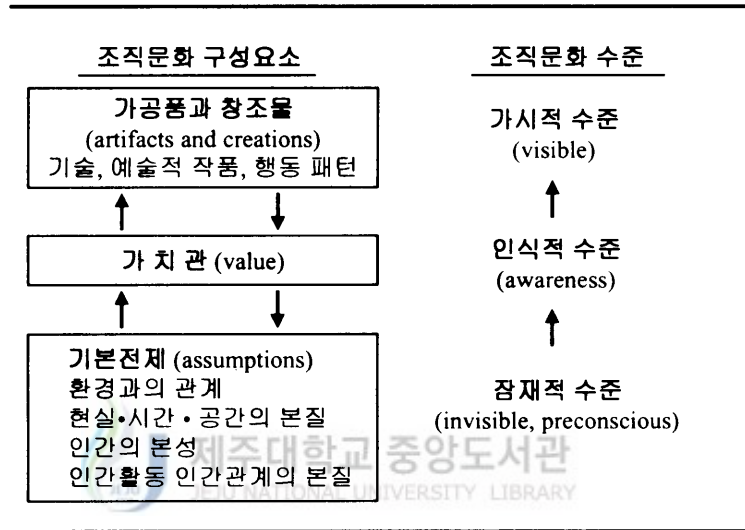 조직문화 구성요소
가공품과 창조물
(artifacts and creations)
기술, 예술적 작품, 행동 패턴
가 치 관 (value)
기본전제 (assumptions)
환경과의 관계
현실•시간 • 공간의 본질
인간의 본성
인간활동 인간관계의 본질
조직문화 수준
가시적 수준
(visible)
인식적 수준
(awareness)
잠재적 수준
(invisible, preconscious)
제주대학교 중앙도서관
JEJU NATIONAL UNIVERSITY LIBRARY
JEJU